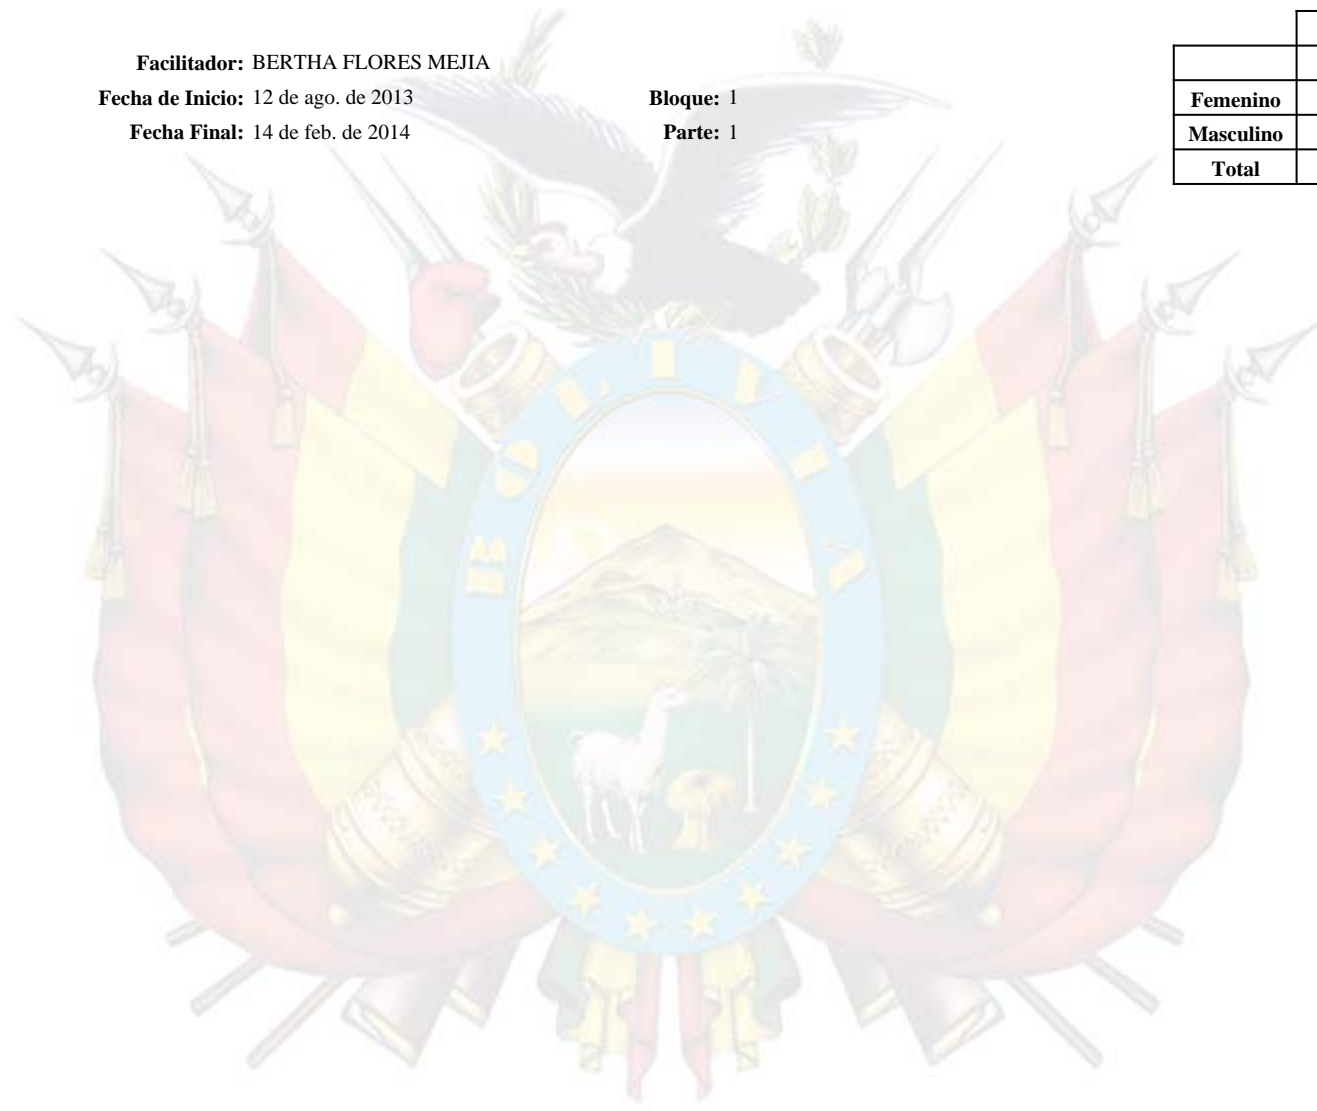 Facilitador: BERTHA FLORES MEJIA
Fecha de Inicio: 12 de ago. de 2013 Bloque: 1
Fecha Final: 14 de feb. de 2014 Parte: 1
Femenino
Masculino
Total
BOLIVIA